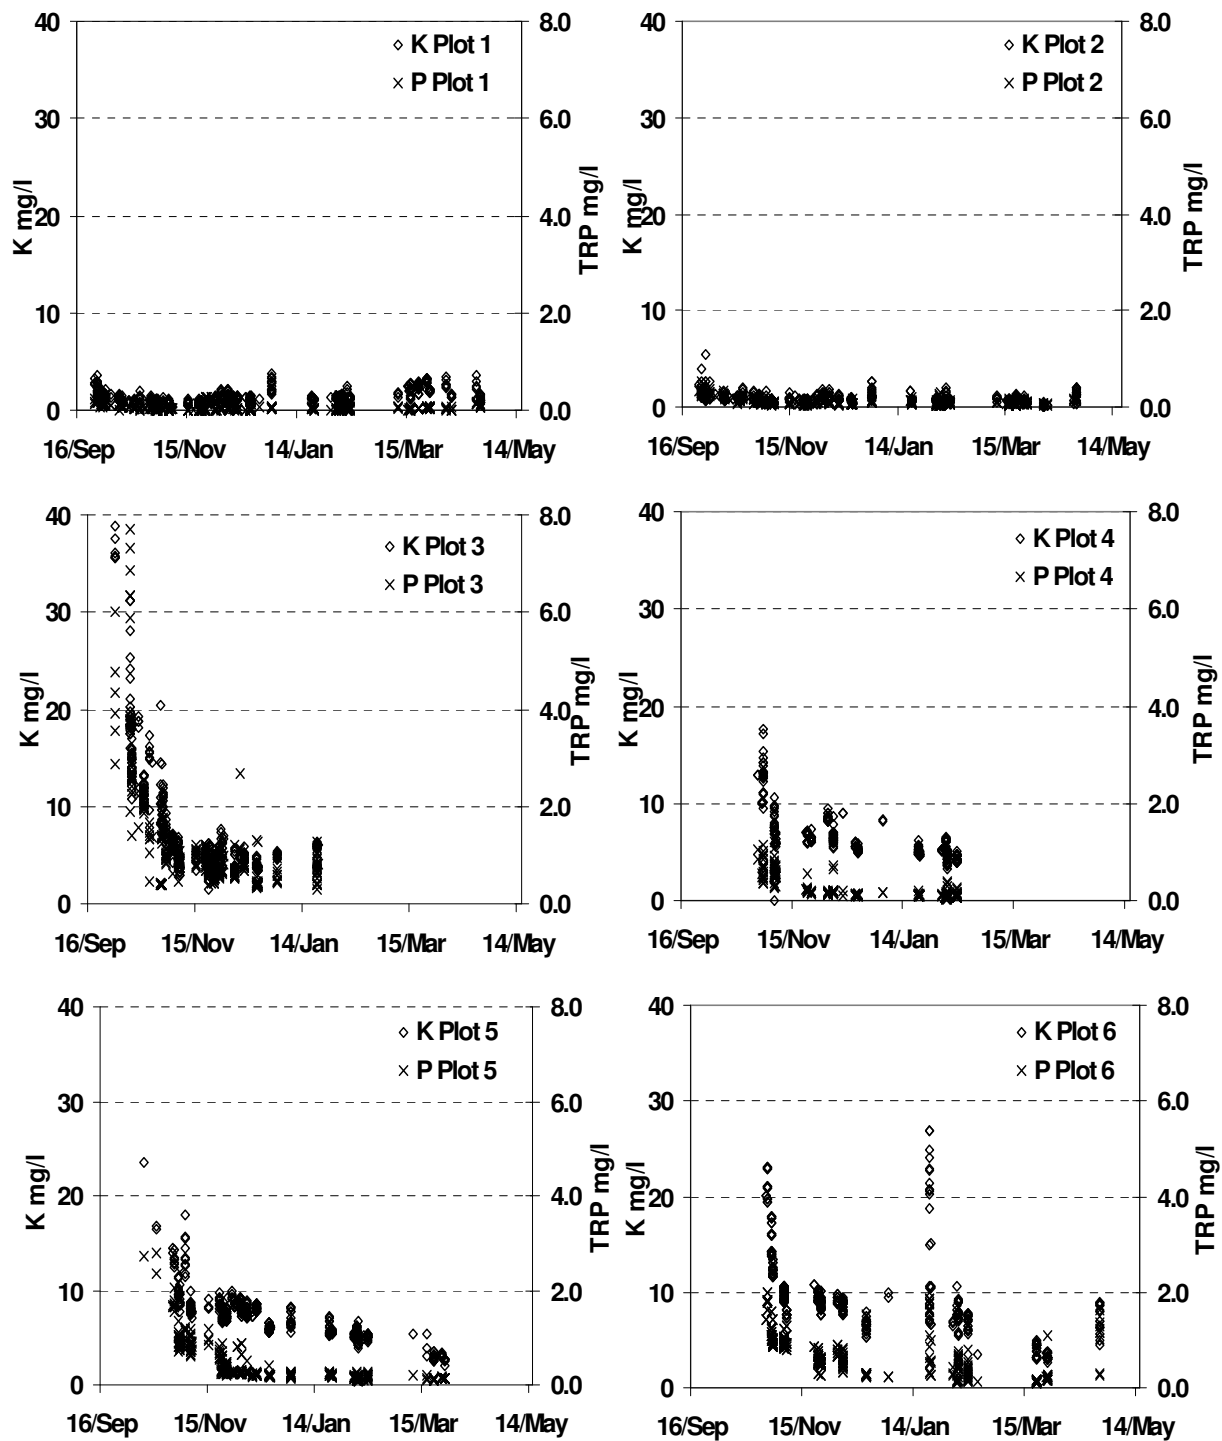 40
8.0
K Plot 1
P Plot 1
30
6.0
20
4.0
10
2.0
0
0.0
K mg/l
TRP mg/l
16/Sep 15/Nov 14/Jan 15/Mar 14/May
40
8.0
K Plot 2
P Plot 2
30
6.0
20
4.0
10
2.0
0
0.0
K mg/l
TRP mg/l
16/Sep 15/Nov 14/Jan 15/Mar 14/May
40
8.0
K Plot 3
P Plot 3
30
6.0
20
4.0
10
2.0
0
0.0
K mg/l
TRP mg/l
16/Sep 15/Nov 14/Jan 15/Mar 14/May
40
8.0
K Plot 4
P Plot 4
30
6.0
20
4.0
10
2.0
0
0.0
K mg/l
TRP mg/l
16/Sep 15/Nov 14/Jan 15/Mar 14/May
40
8.0
K Plot 5
P Plot 5
30
6.0
20
4.0
10
2.0
0
0.0
K mg/l
TRP mg/l
16/Sep 15/Nov 14/Jan 15/Mar 14/May
40
8.0
K Plot 6
P Plot 6
30
6.0
20
4.0
10
2.0
0
0.0
K mg/l
TRP mg/l
16/Sep 15/Nov 14/Jan 15/Mar 14/May